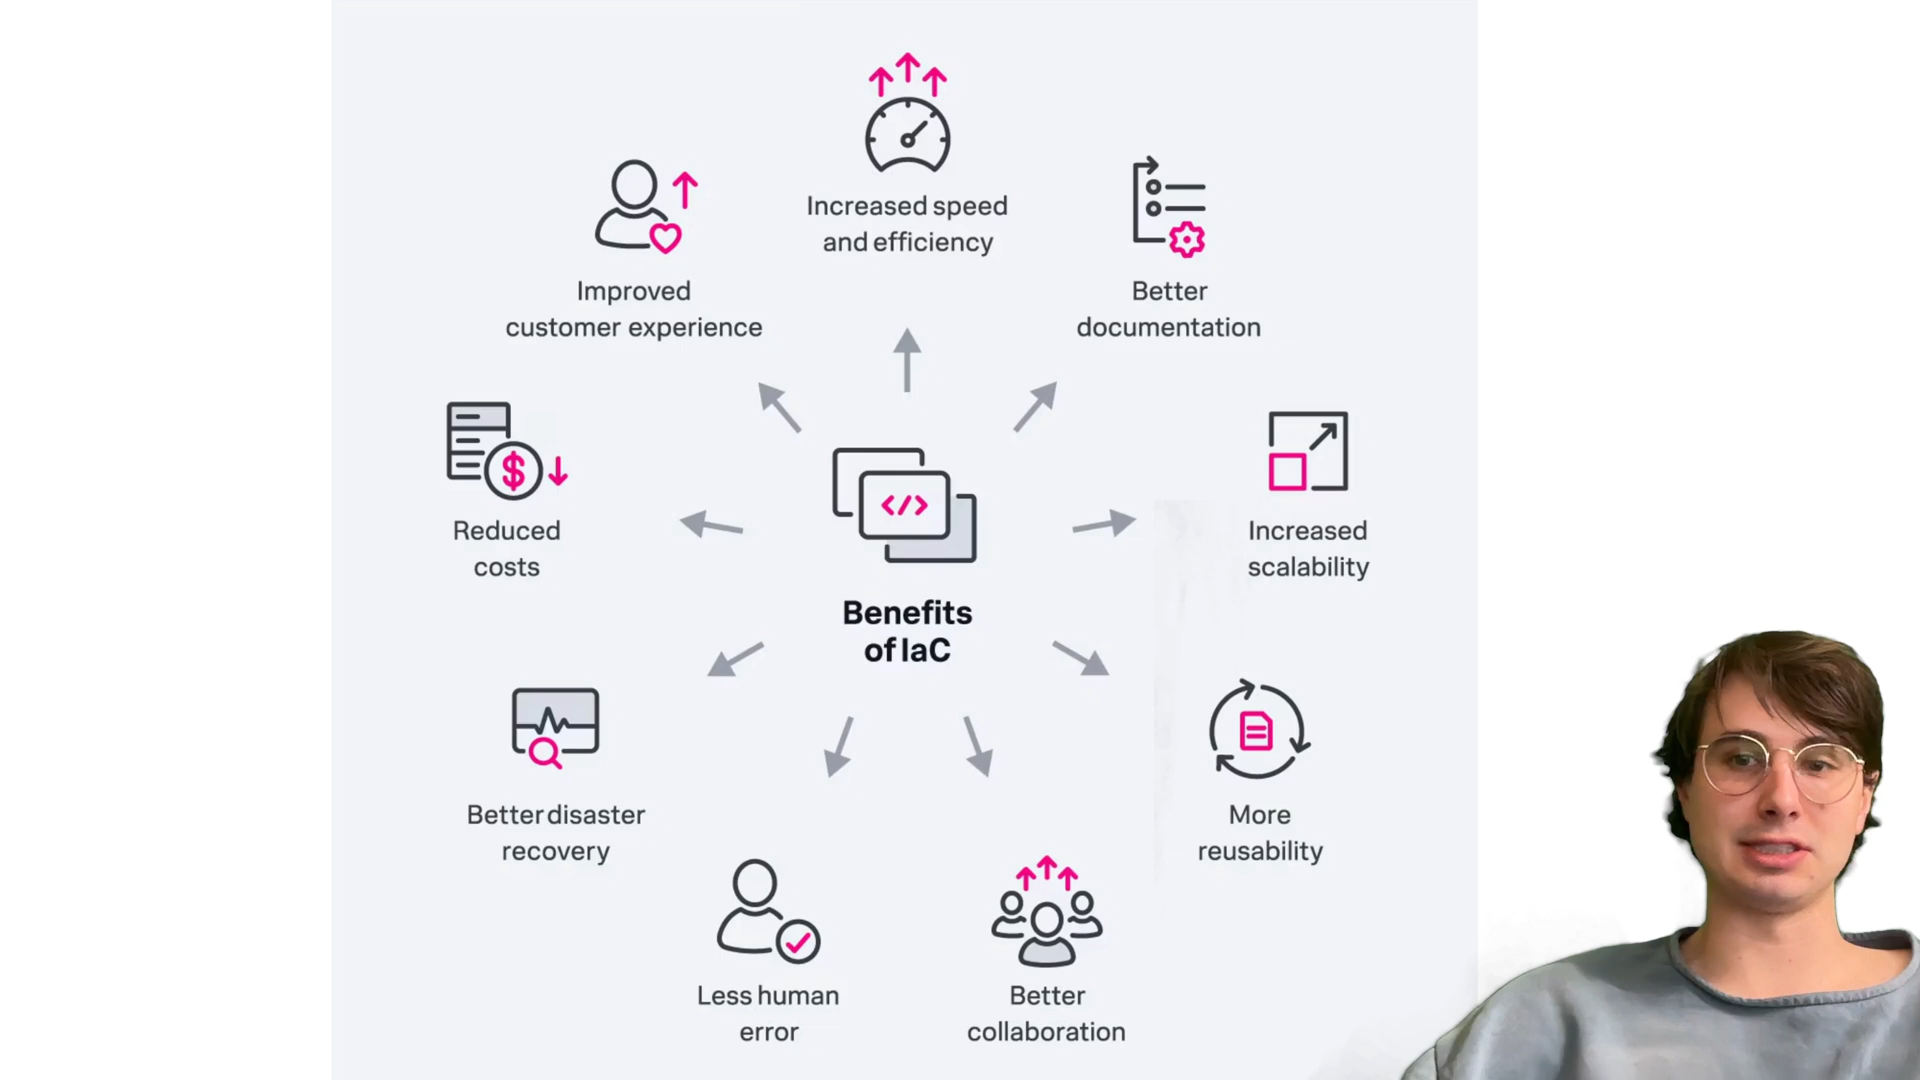 Increased speed
and efficiency
Improved
customer experience
Better
documentation
$
Reduced
costs
</>
Increased
scalability
Benefits
of IaC
Better disaster
recovery
More
reusability
Less human
error
Better
collaboration